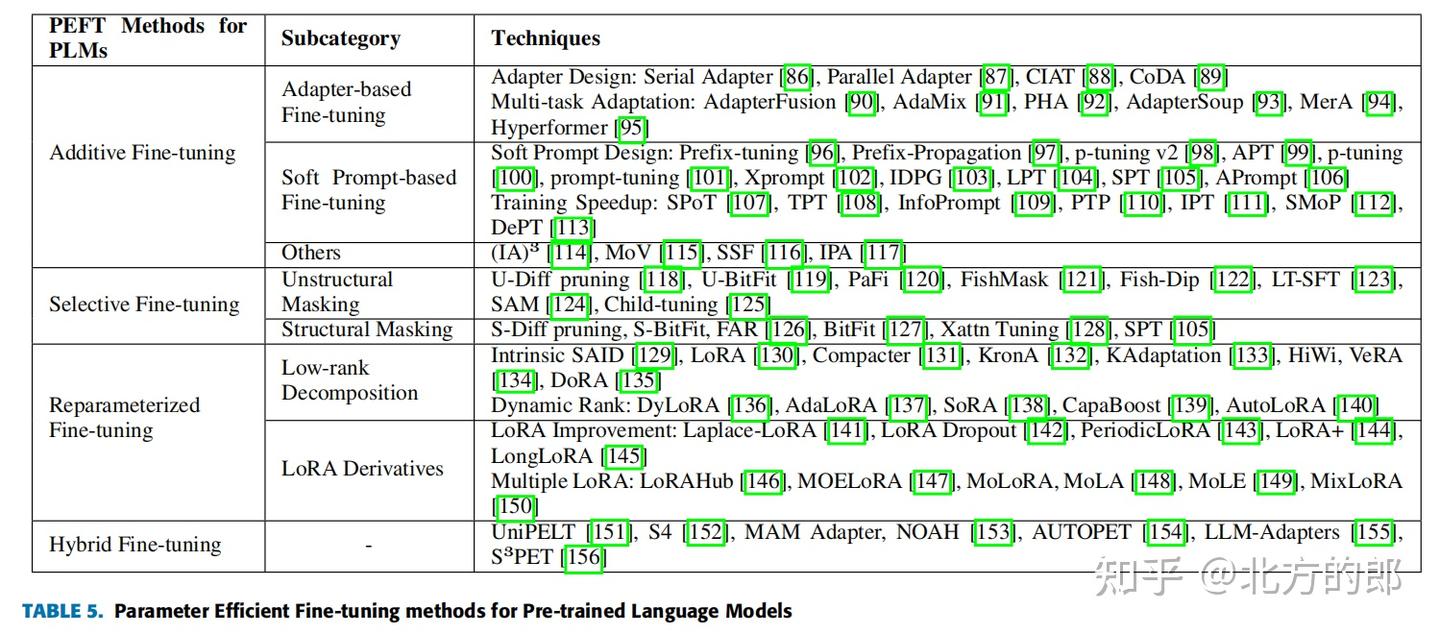 PEFT Methods for PLMs
Subcategory
Techniques
Additive Fine-tuning
Adapter-based
Fine-tuning
Adapter Design: Serial Adapter [86], Parallel Adapter [87], CIAT [88], CoDA [89]
Multi-task Adaptation: AdapterFusion [90], AdaMix [91], PHA [92], AdapterSoup [93], MerA [94],
Hyperformer [95]
Soft Prompt-based
Fine-tuning
Soft Prompt Design: Prefix-tuning [96], Prefix-Propagation [97], p-tuning v2 [98], APT [99], p-tuning
[100], prompt-tuning [101], Xprompt [102], IDPG [103], LPT [104], SPT [105], APrompt [106]
Training Speedup: SPoT [107], TPT [108], InfoPrompt [109], PTP [110], IPT [111], SMoP [112],
DePT [113]
Others
(IA)³ [114], MoV [115], SSF [116], IPA [117]
Selective Fine-tuning
Unstructural
Masking
U-Diff pruning [118], U-BitFit [119], PaFi [120], FishMask [121], Fish-Dip [122], LT-SFT [123],
SAM [124], Child-tuning [125]
Structural Masking
S-Diff pruning, S-BitFit, FAR [126], BitFit [127], Xattn Tuning [128], SPT [105]
Reparameterized
Fine-tuning
Low-rank
Decomposition
Intrinsic SAID [129], LoRA [130], Compacter [131], KronA [132], KAdaptation [133], HiWi, VeRA
[134], DoRA [135]
Dynamic Rank: DyLoRA [136], AdaLoRA [137], SoRA [138], CapaBoost [139], AutoLoRA [140]
LoRA Derivatives
LoRA Improvement: Laplace-LoRA [141], LoRA Dropout [142], PeriodicLoRA [143], LoRA+ [144],
LongLoRA [145]
Multiple LoRA: LoRAHub [146], MOELoRA [147], MoLoRA, MoLA [148], MoLE [149], MixLoRA
[150]
Hybrid Fine-tuning
-
UniPELT [151], S4 [152], MAM Adapter, NOAH [153], AUTOPET [154], LLM-Adapters [155],
S³PET [156]
知乎 @北方的郎
TABLE 5. Parameter Efficient Fine-tuning methods for Pre-trained Language Models